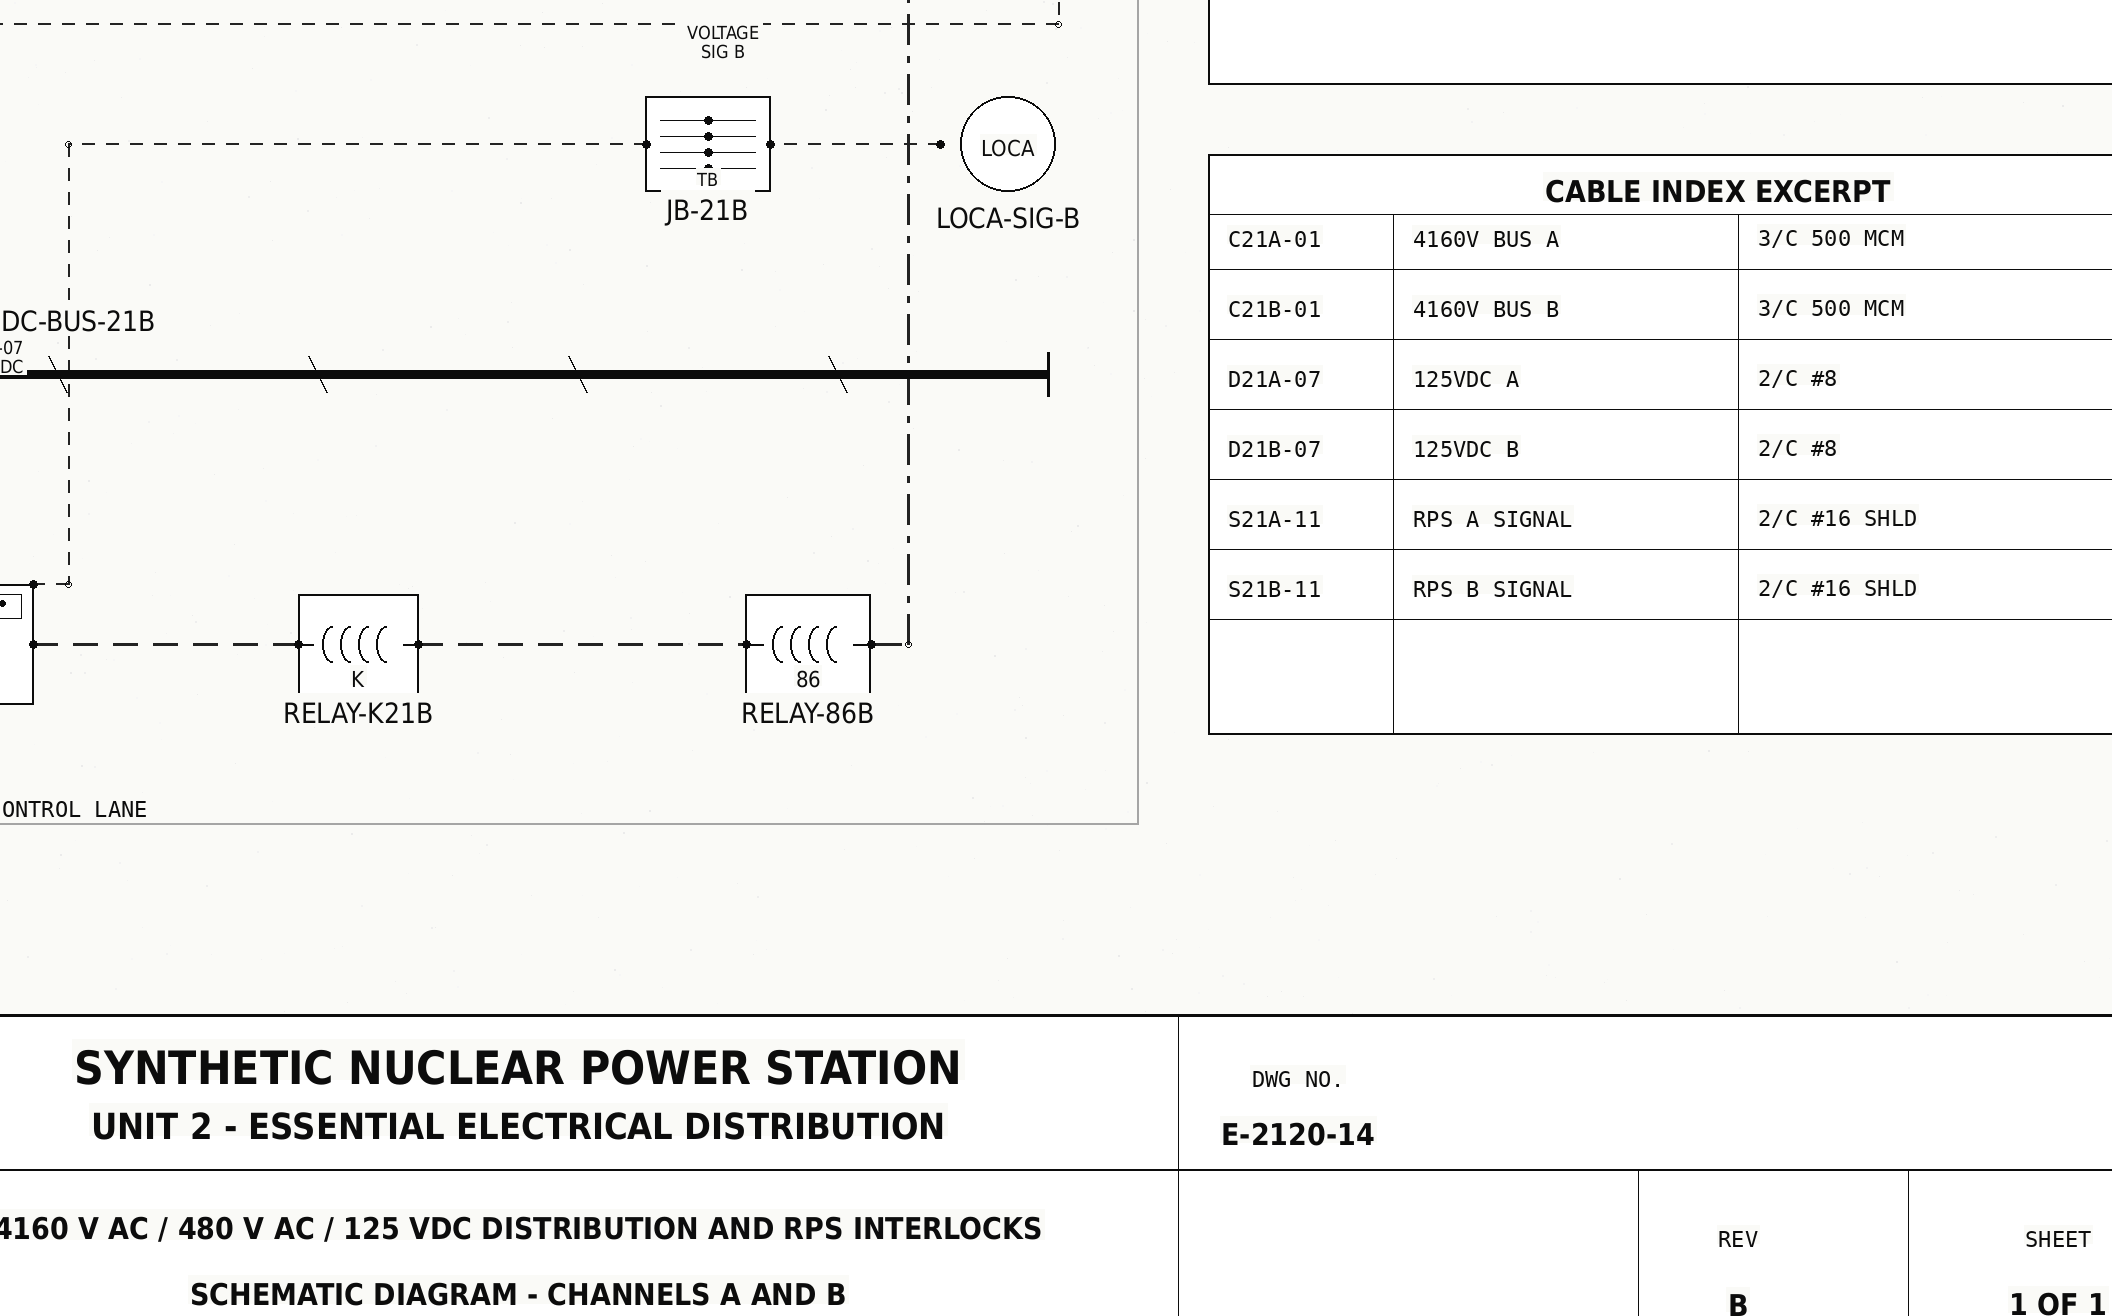 VOLTAGE
SIG B
TB
JB-21B
LOCA
LOCA-SIG-B
DC-BUS-21B
-07
DC
K
RELAY-K21B
86
RELAY-86B
ONTROL LANE
CABLE INDEX EXCERPT
C21A-01 4160V BUS A 3/C 500 MCM
C21B-01 4160V BUS B 3/C 500 MCM
D21A-07 125VDC A 2/C #8
D21B-07 125VDC B 2/C #8
S21A-11 RPS A SIGNAL 2/C #16 SHLD
S21B-11 RPS B SIGNAL 2/C #16 SHLD
SYNTHETIC NUCLEAR POWER STATION
UNIT 2 - ESSENTIAL ELECTRICAL DISTRIBUTION
4160 V AC / 480 V AC / 125 VDC DISTRIBUTION AND RPS INTERLOCKS
SCHEMATIC DIAGRAM - CHANNELS A AND B
DWG NO.
E-2120-14
REV
B
SHEET
1 OF 1